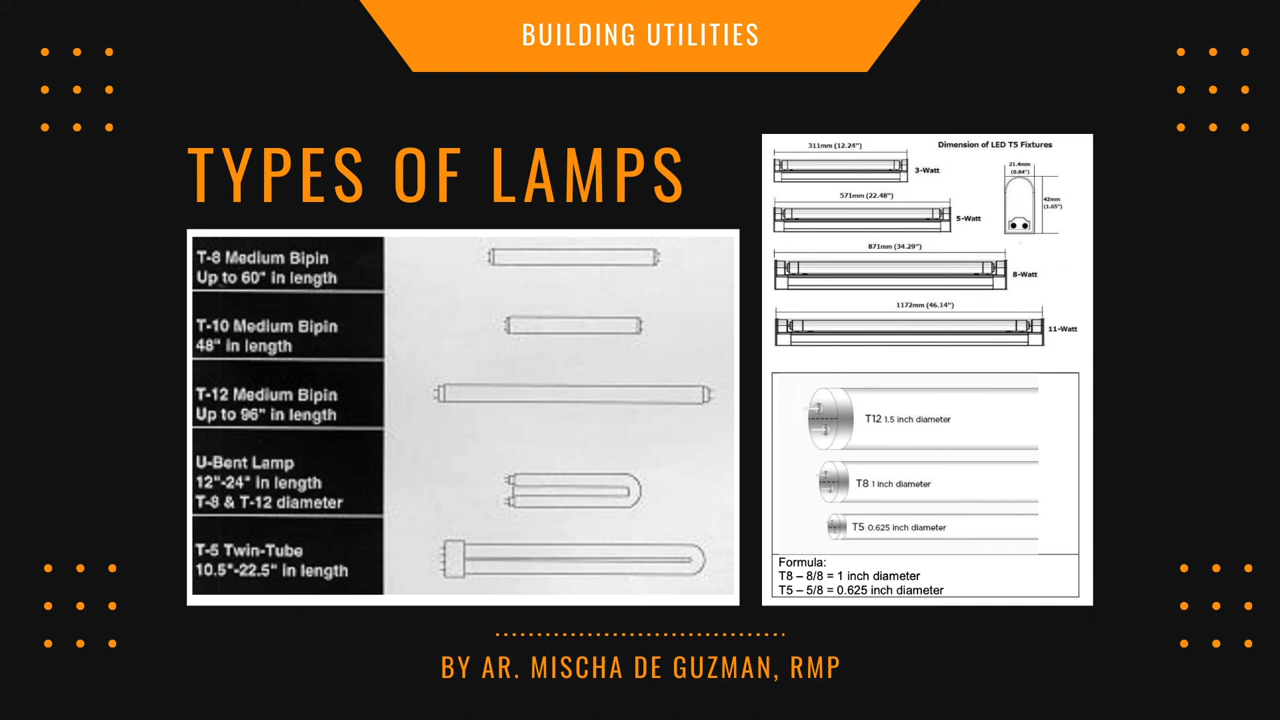 BUILDING UTILITIES
TYPES OF LAMPS
T-8 Medium Bipin
Up to 60" in length
T-10 Medium Bipin
48" in length
T-12 Medium Bipin
Up to 96" in length
U-Bent Lamp
12"-24" in length
T-8 & T-12 diameter
T-5 Twin-Tube
10.5"-22.5" in length
Dimension of LED T5 Fixtures
311mm (12.24")
3-Watt
21.4mm
(0.84")
42mm
(1.65")
571mm (22.48")
5-Watt
871mm (34.29")
8-Watt
1172mm (46.14")
11-Watt
T12 1.5 inch diameter
T8 1 inch diameter
T5 0.625 inch diameter
Formula:
T8 – 8/8 = 1 inch diameter
T5 – 5/8 = 0.625 inch diameter
BY AR. MISCHA DE GUZMAN, RMP